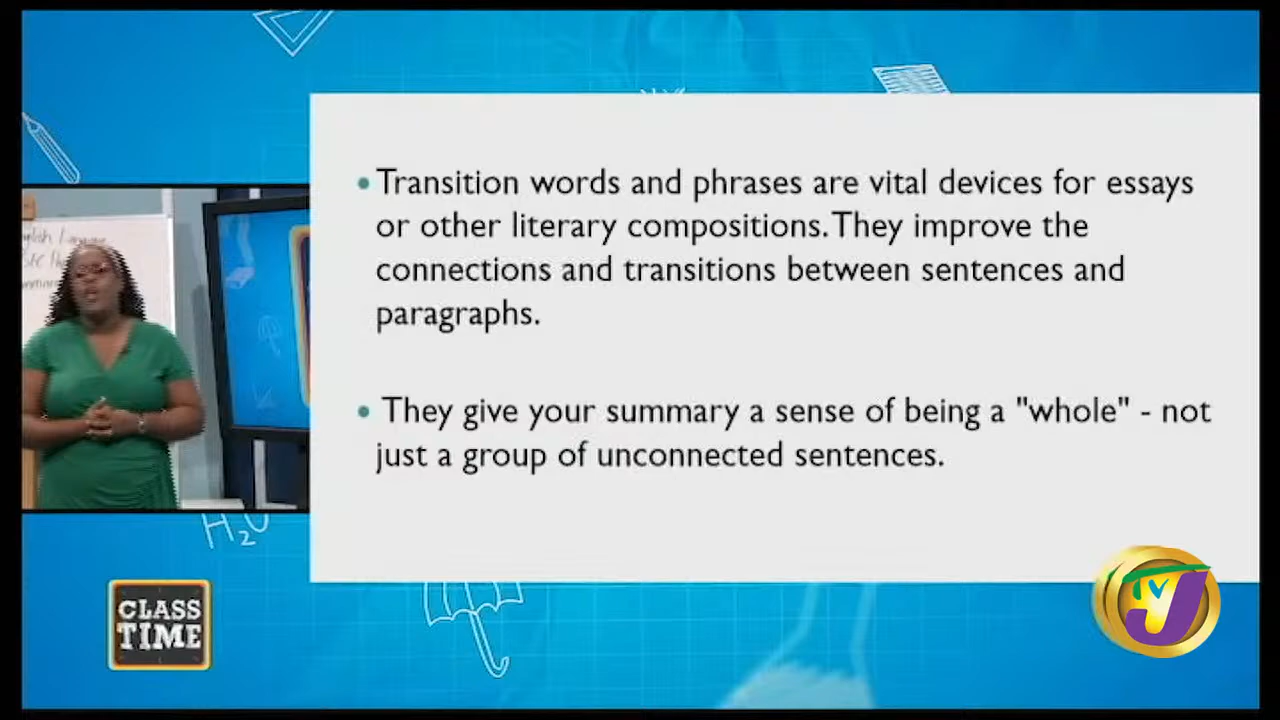 •Transition words and phrases are vital devices for essays
or other literary compositions. They improve the
connections and transitions between sentences and
paragraphs.
• They give your summary a sense of being a "whole" - not
just a group of unconnected sentences.
H₂O
CLASS
TIME
TVJ